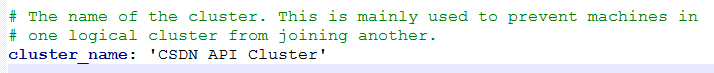 # The name of the cluster. This is mainly used to prevent machines in
# one logical cluster from joining another.
cluster_name: 'CSDN API Cluster'